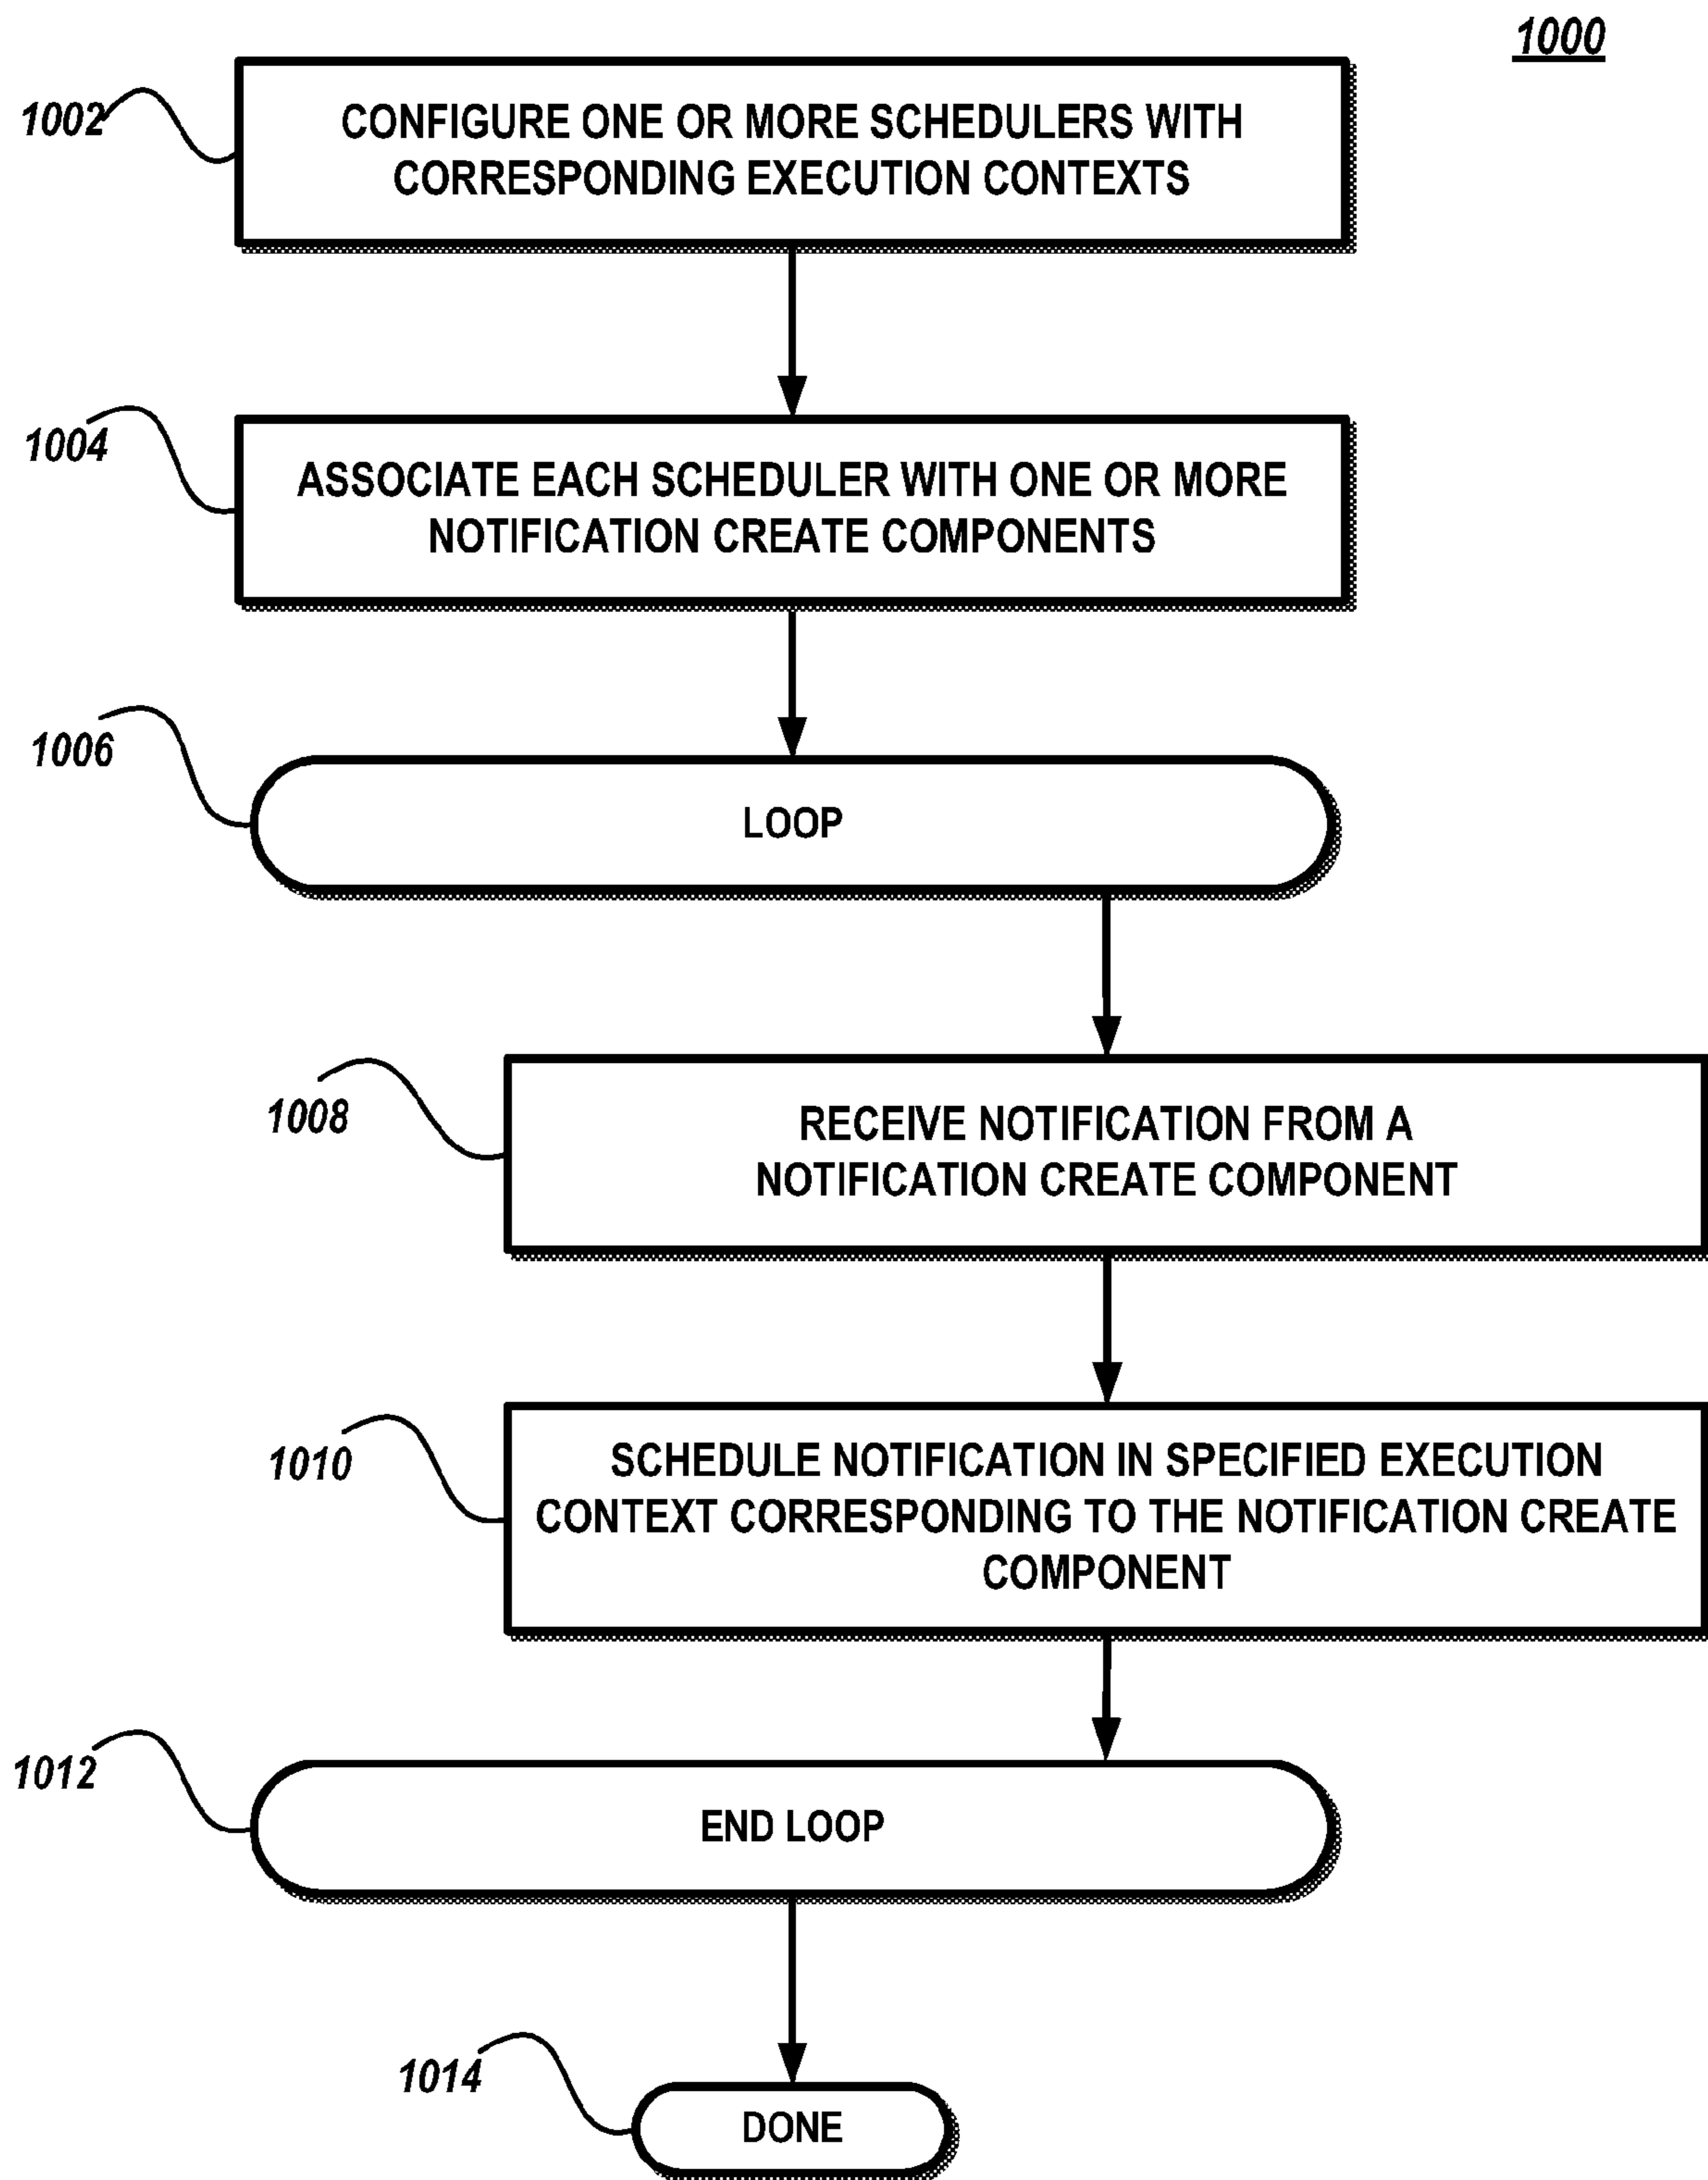 1000
1002
CONFIGURE ONE OR MORE SCHEDULERS WITH
CORRESPONDING EXECUTION CONTEXTS
1004
ASSOCIATE EACH SCHEDULER WITH ONE OR MORE
NOTIFICATION CREATE COMPONENTS
1006
LOOP
1008
RECEIVE NOTIFICATION FROM A
NOTIFICATION CREATE COMPONENT
1010
SCHEDULE NOTIFICATION IN SPECIFIED EXECUTION
CONTEXT CORRESPONDING TO THE NOTIFICATION CREATE
COMPONENT
1012
END LOOP
1014
DONE